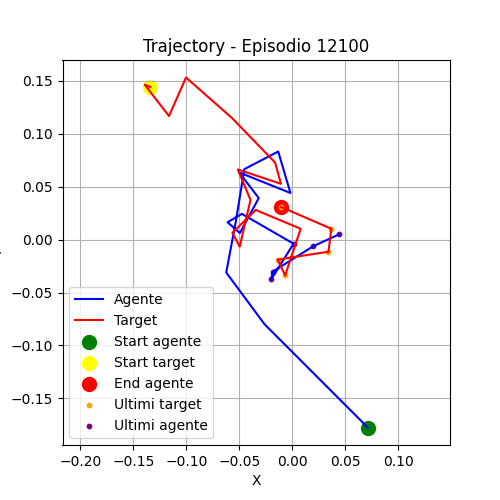 Trajectory - Episodio 12100
0.15
0.10
0.05
0.00
−0.05
−0.10
−0.15
Agente
Target
Start agente
Start target
End agente
Ultimi target
Ultimi agente
−0.20 −0.15 −0.10 −0.05 0.00 0.05 0.10
X